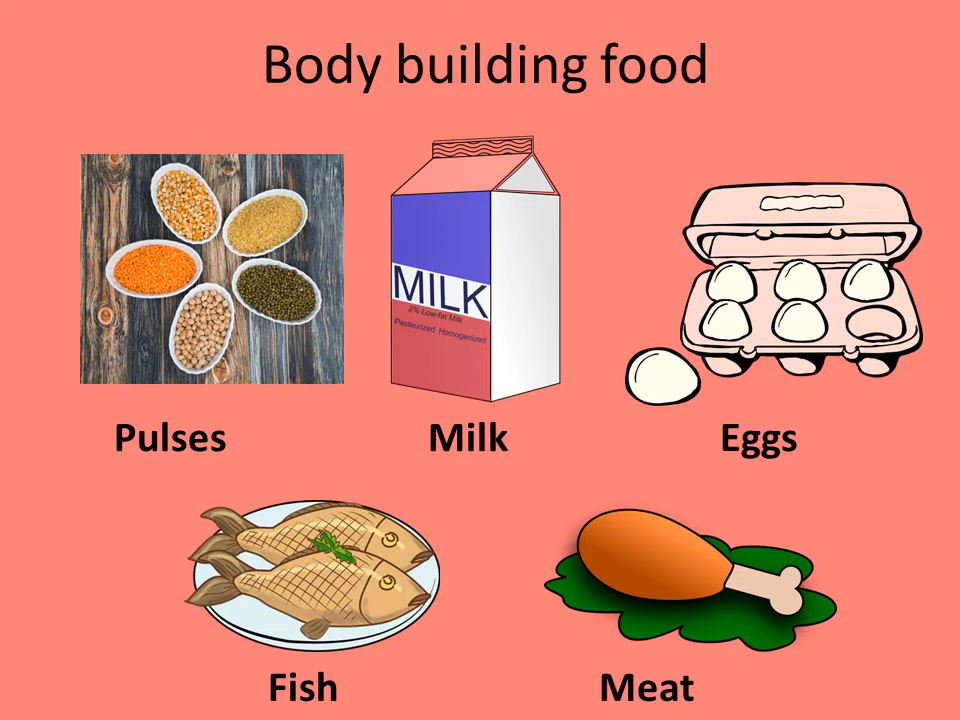 Body building food
MILK
2% Low-fat Milk
Pasteurized Homogenized
Pulses
Milk
Eggs
Fish
Meat